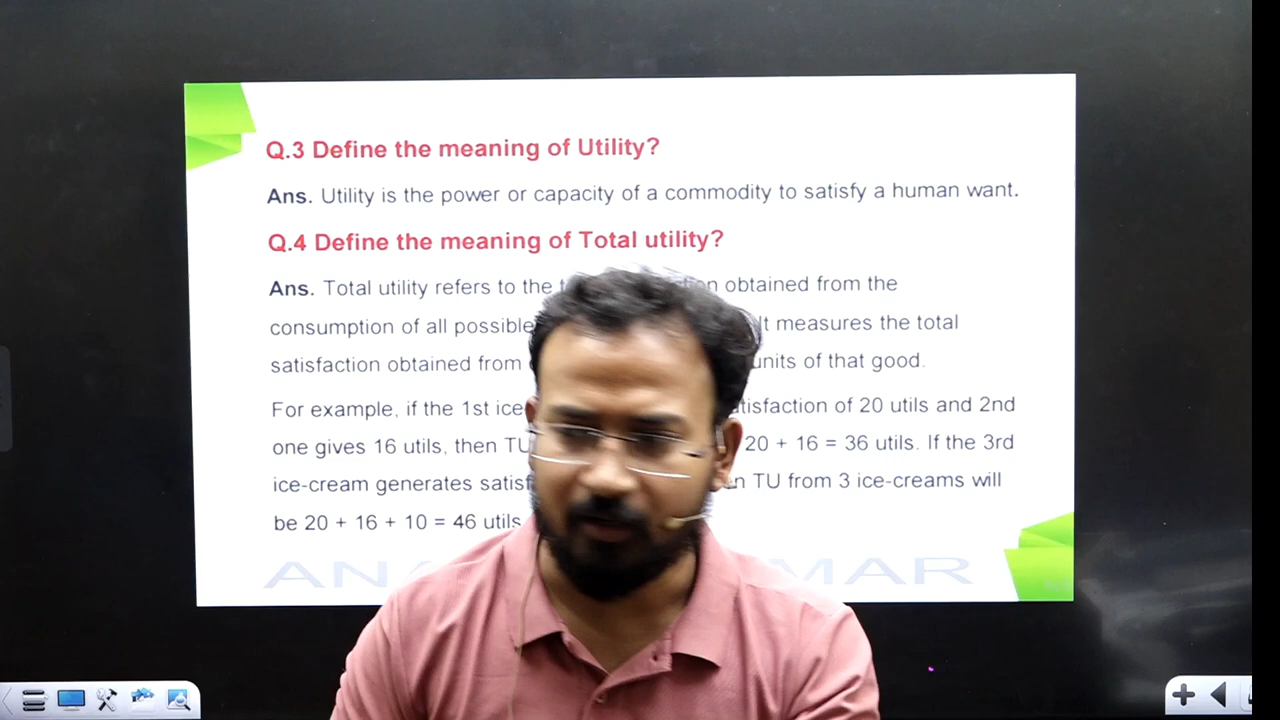 Q.3 Define the meaning of Utility?
Ans. Utility is the power or capacity of a commodity to satisfy a human want.
Q.4 Define the meaning of Total utility?
Ans. Total utility refers to the obtained from the
consumption of all possible It measures the total
satisfaction obtained from units of that good.
For example, if the 1st ice of 20 utils and 2nd
one gives 16 utils, then TU 20 + 16 = 36 utils. If the 3rd
ice-cream generates TU from 3 ice-creams will
be 20 + 16 + 10 = 46 utils